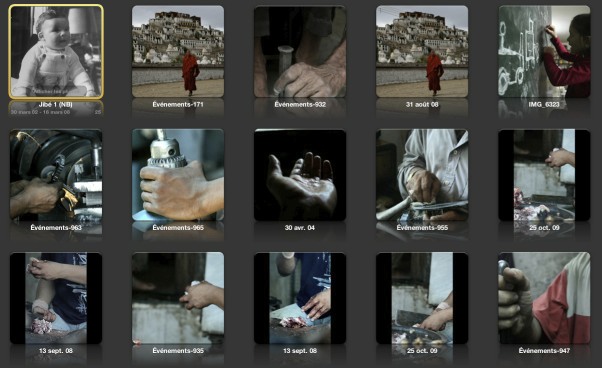 Jibé 1 (NB)
Événements-171
Événements-932
31 août 08
IMG_6323
Événements-963
Événements-965
30 avr. 04
Événements-955
25 oct. 09
13 sept. 08
Événements-935
13 sept. 08
25 oct. 09
Événements-947